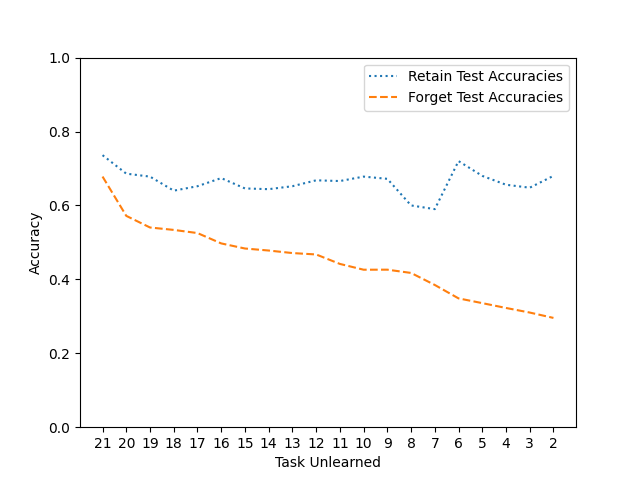 1.0
0.8
0.6
0.4
0.2
0.0
Accuracy
Retain Test Accuracies
Forget Test Accuracies
21 20 19 18 17 16 15 14 13 12 11 10 9 8 7 6 5 4 3 2
Task Unlearned